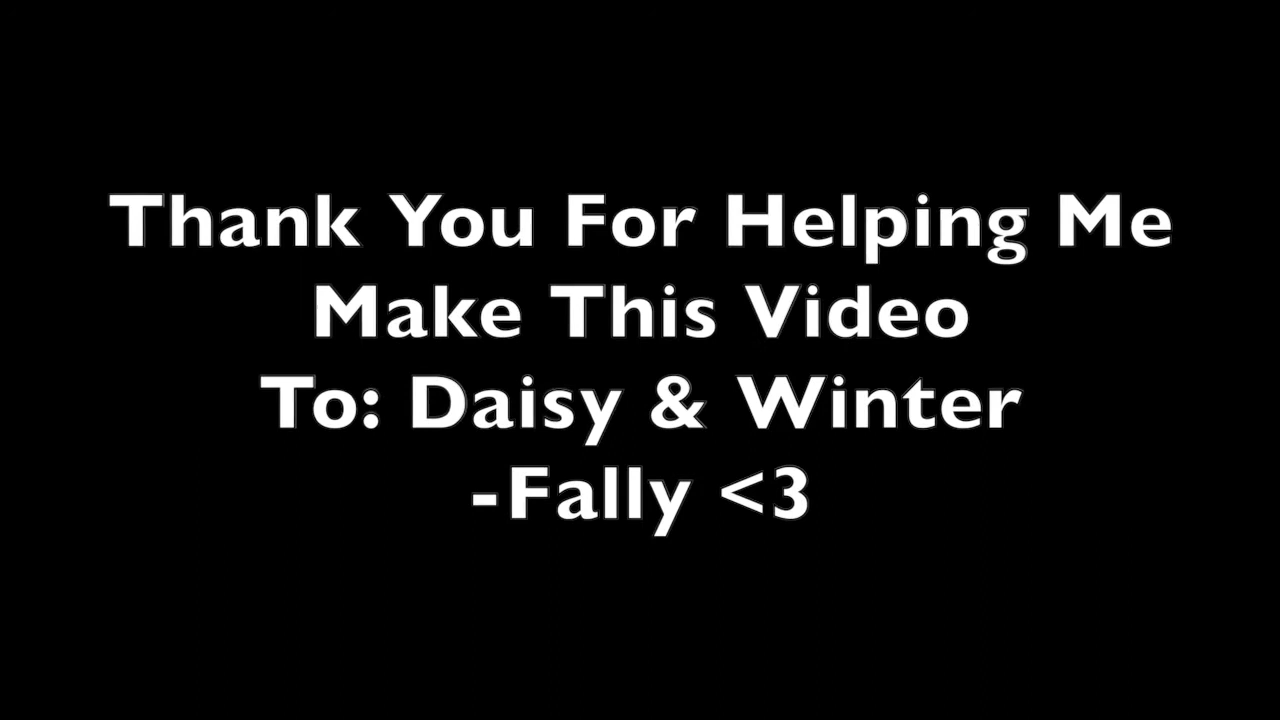 Thank You For Helping Me
Make This Video
To: Daisy & Winter
-Fally <3